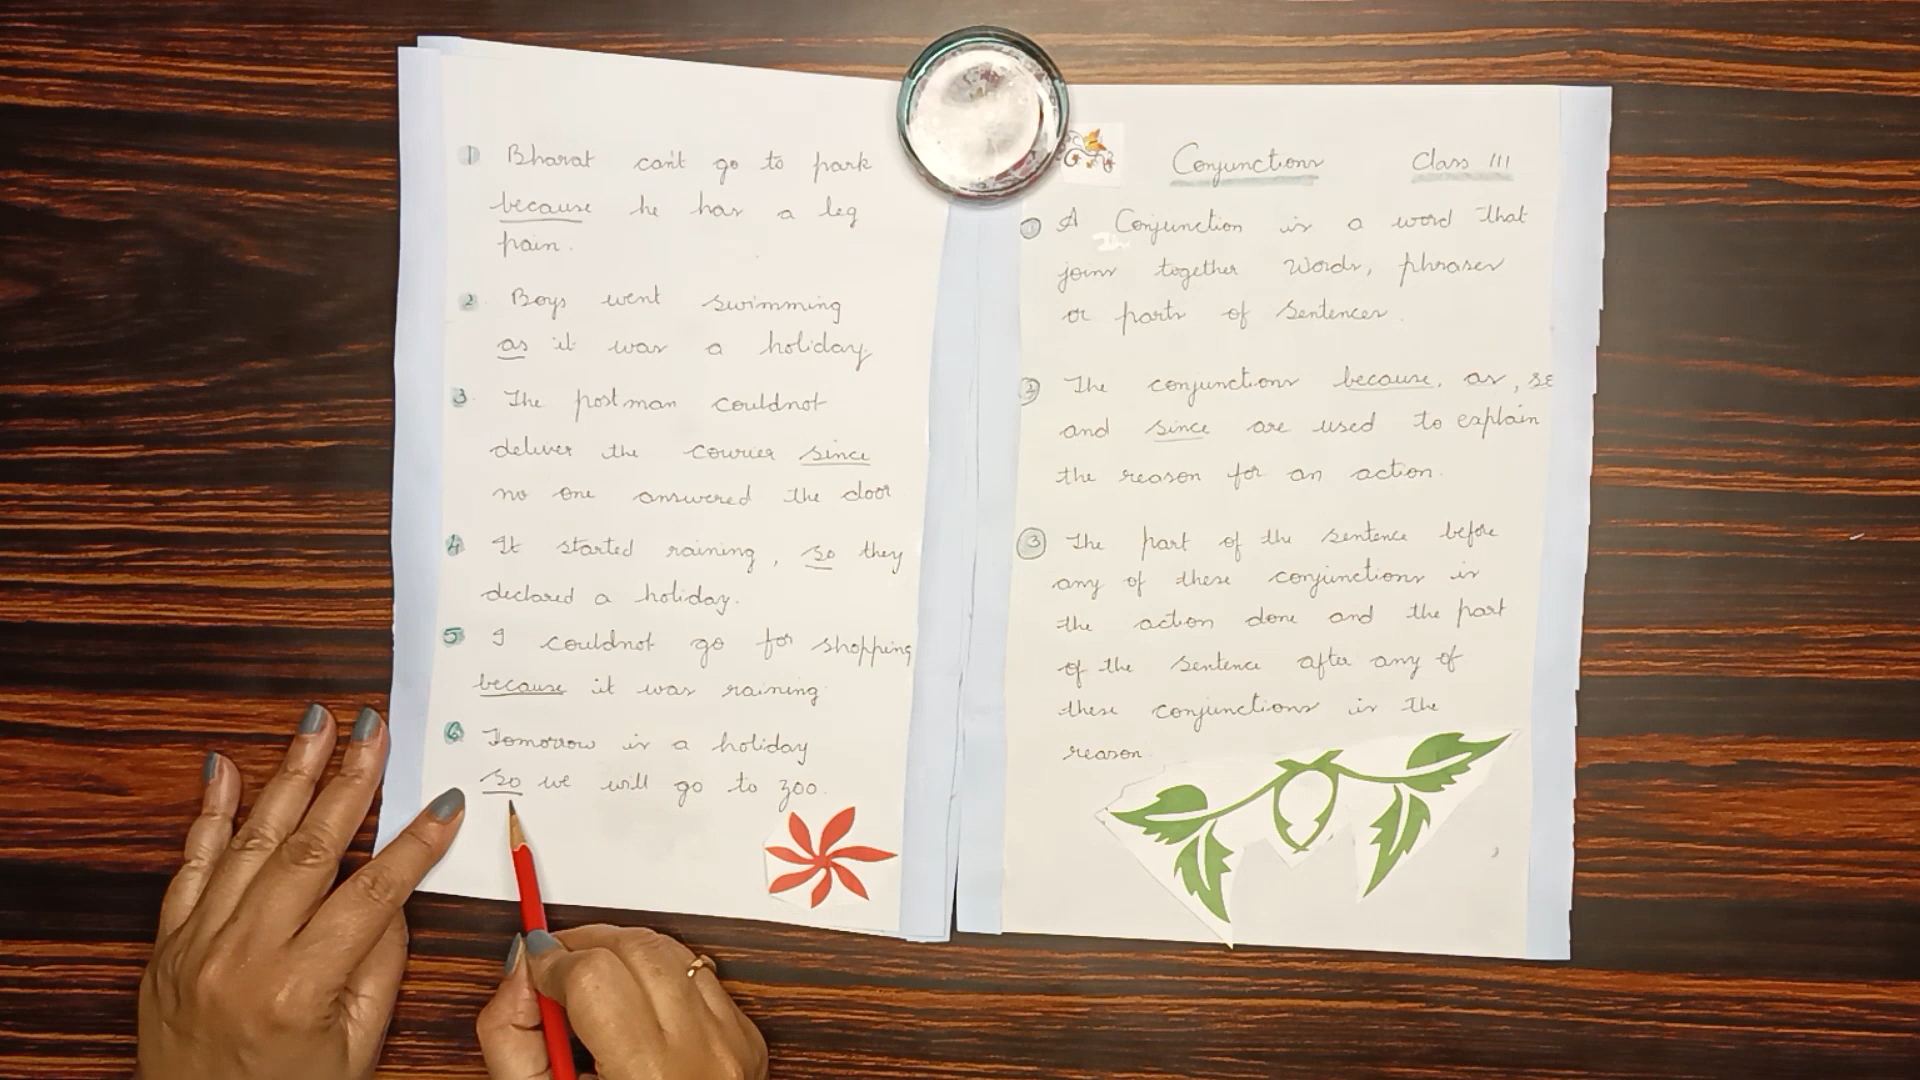 1 Bharat can't go to park
because he has a leg
pain.
2. Boys went swimming
as it was a holiday.
3. The postman couldnot
deliver the courier since
no one answered the door
4 It started raining, so they
declared a holiday.
5 I couldnot go for shopping
because it was raining.
6 Tomorrow is a holiday
so we will go to zoo.
Conjunctions Class III
1 A Conjunction is a word that
joins together Words, phrases
or parts of sentences.
2 The conjunctions because, as, se
and since are used to explain
the reason for an action.
3 The part of the sentence before
any of these conjunctions is
the action done and the part
of the sentence after any of
these conjunctions is the
reason.